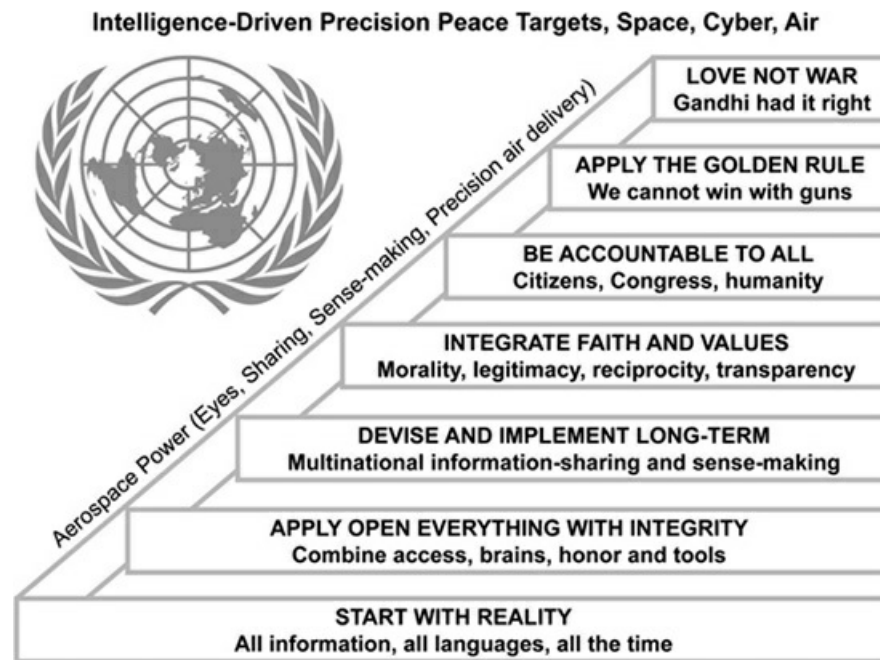 Intelligence-Driven Precision Peace Targets, Space, Cyber, Air
Aerospace Power (Eyes, Sharing, Sense-making, Precision air delivery)
LOVE NOT WAR
Gandhi had it right
APPLY THE GOLDEN RULE
We cannot win with guns
BE ACCOUNTABLE TO ALL
Citizens, Congress, humanity
INTEGRATE FAITH AND VALUES
Morality, legitimacy, reciprocity, transparency
DEVISE AND IMPLEMENT LONG-TERM
Multinational information-sharing and sense-making
APPLY OPEN EVERYTHING WITH INTEGRITY
Combine access, brains, honor and tools
START WITH REALITY
All information, all languages, all the time